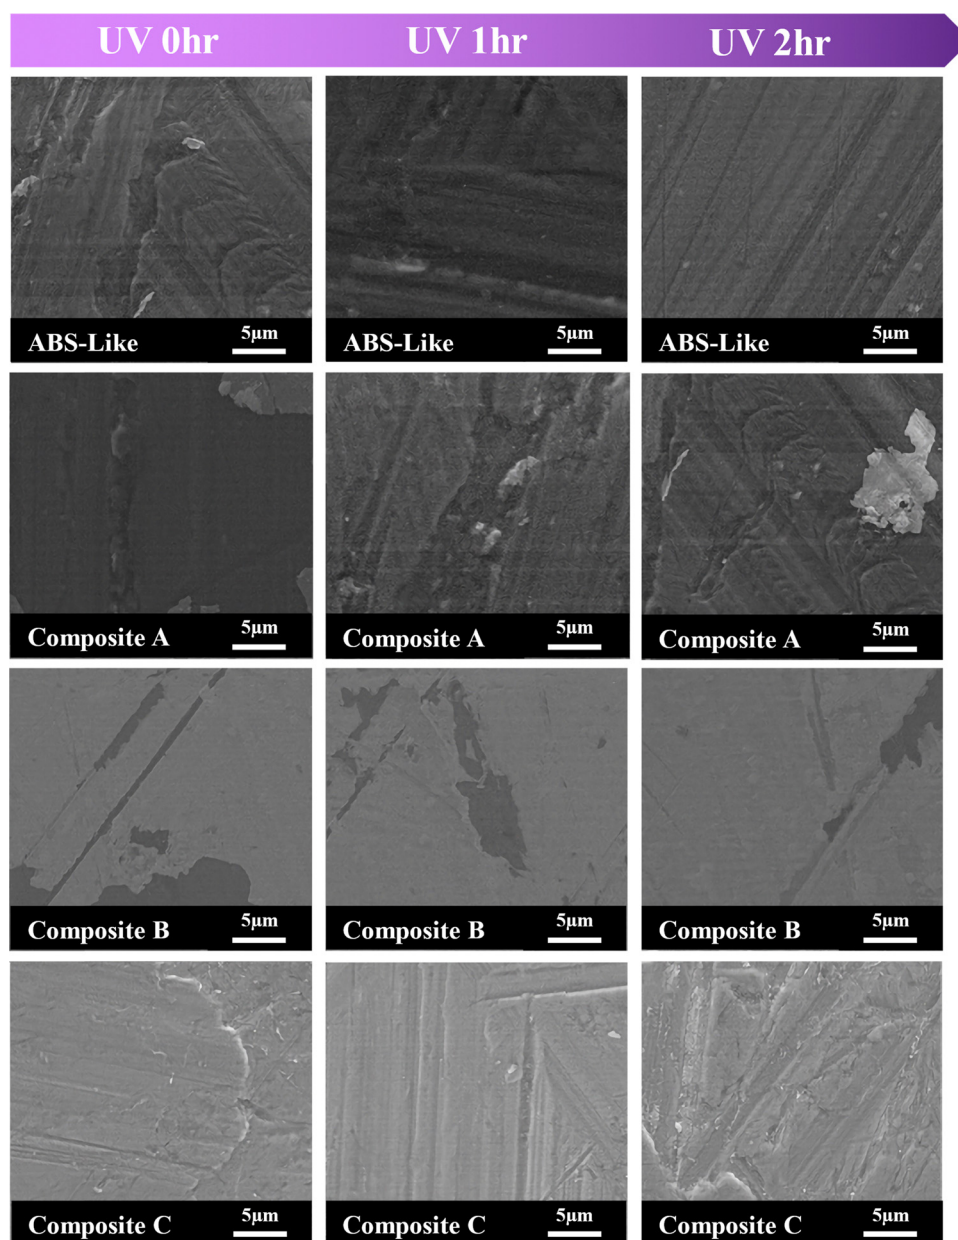 UV 0hr UV 1hr UV 2hr
ABS-Like 5μm ABS-Like 5μm ABS-Like 5μm
Composite A 5μm Composite A 5μm Composite A 5μm
Composite B 5μm Composite B 5μm Composite B 5μm
Composite C 5μm Composite C 5μm Composite C 5μm